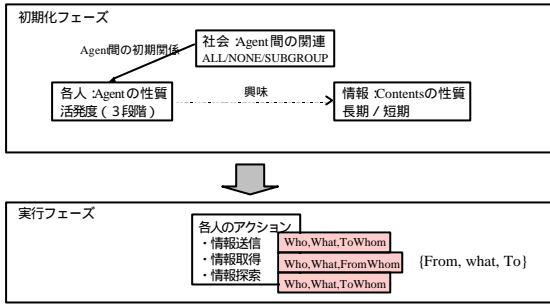 初期化フェーズ
社会:Agent間の関連
ALL/NONE/SUBGROUP
Agent間の初期関係
各人:Agentの性質
活発度(3段階)
興味
情報:Contentsの性質
長期/短期
実行フェーズ
各人のアクション
・情報送信
Who,What,ToWhom
・情報取得
Who,What,FromWhom
・情報探索
Who,What,ToWhom
{From, what, To}